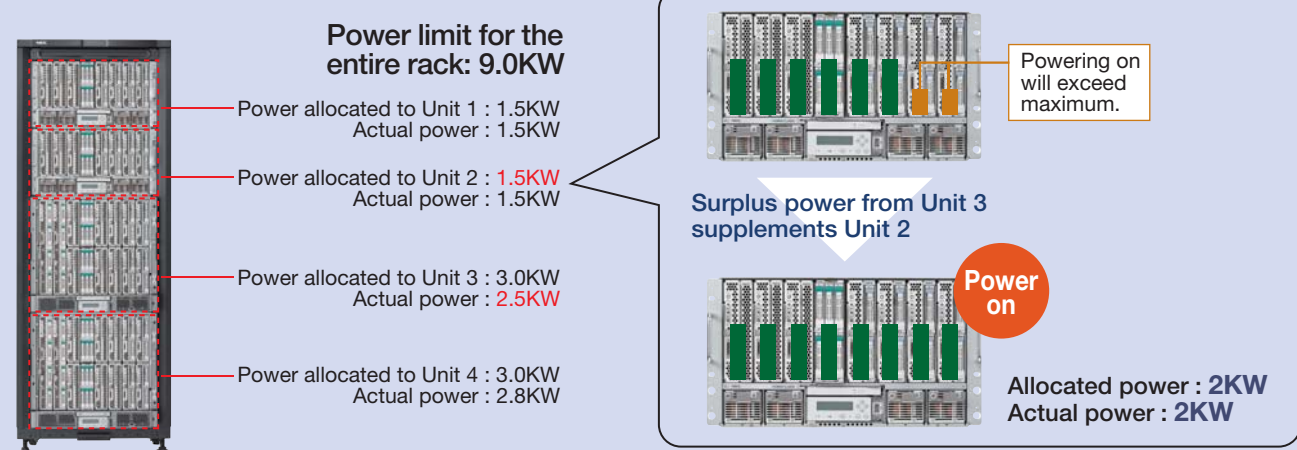 Power limit for the
entire rack: 9.0KW
Power allocated to Unit 1 : 1.5KW
Actual power : 1.5KW
Power allocated to Unit 2 : 1.5KW
Actual power : 1.5KW
Power allocated to Unit 3 : 3.0KW
Actual power : 2.5KW
Power allocated to Unit 4 : 3.0KW
Actual power : 2.8KW
Powering on
will exceed
maximum.
Surplus power from Unit 3
supplements Unit 2
Power
on
Allocated power : 2KW
Actual power : 2KW